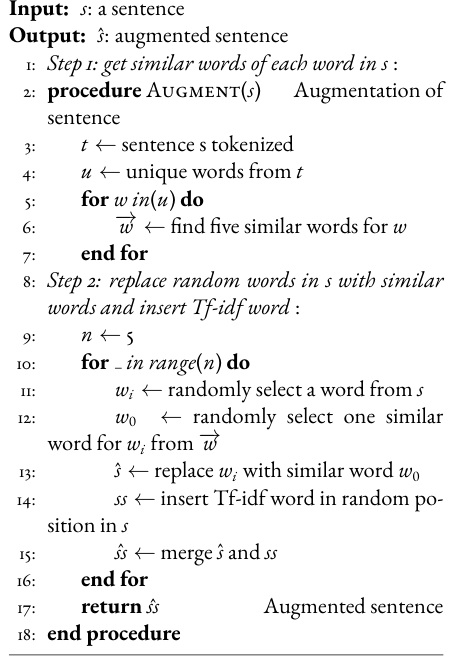 Input: s: a sentence
Output: ŝ: augmented sentence
1: Step 1: get similar words of each word in s :
2: procedure AUGMENT(s) Augmentation of
sentence
3: t ← sentence s tokenized
4: u ← unique words from t
5: for w in(u) do
6: w⃗ ← find five similar words for w
7: end for
8: Step 2: replace random words in s with similar
words and insert Tf-idf word :
9: n ← 5
10: for _ in range(n) do
11: wᵢ ← randomly select a word from s
12: w₀ ← randomly select one similar
word for wᵢ from w⃗
13: ŝ ← replace wᵢ with similar word w₀
14: ss ← insert Tf-idf word in random po-
sition in s
15: ŝs ← merge ŝ and ss
16: end for
17: return ŝs Augmented sentence
18: end procedure